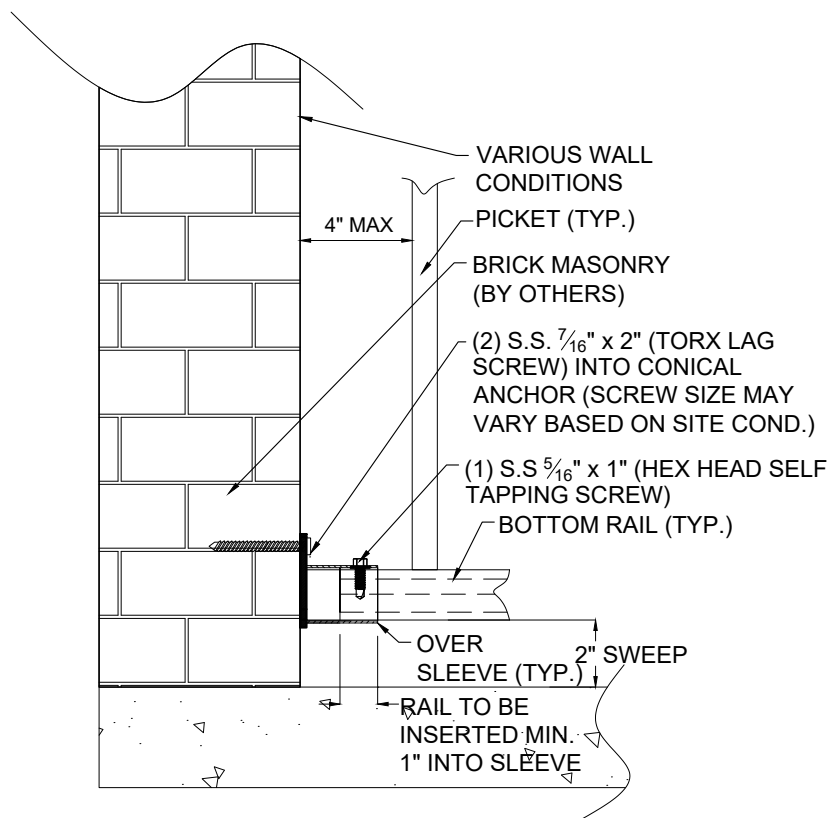 VARIOUS WALL
CONDITIONS
4" MAX
PICKET (TYP.)
BRICK MASONRY
(BY OTHERS)
(2) S.S. 7/16" x 2" (TORX LAG
SCREW) INTO CONICAL
ANCHOR (SCREW SIZE MAY
VARY BASED ON SITE COND.)
(1) S.S 5/16" x 1" (HEX HEAD SELF
TAPPING SCREW)
BOTTOM RAIL (TYP.)
OVER
SLEEVE (TYP.)
2" SWEEP
RAIL TO BE
INSERTED MIN.
1" INTO SLEEVE